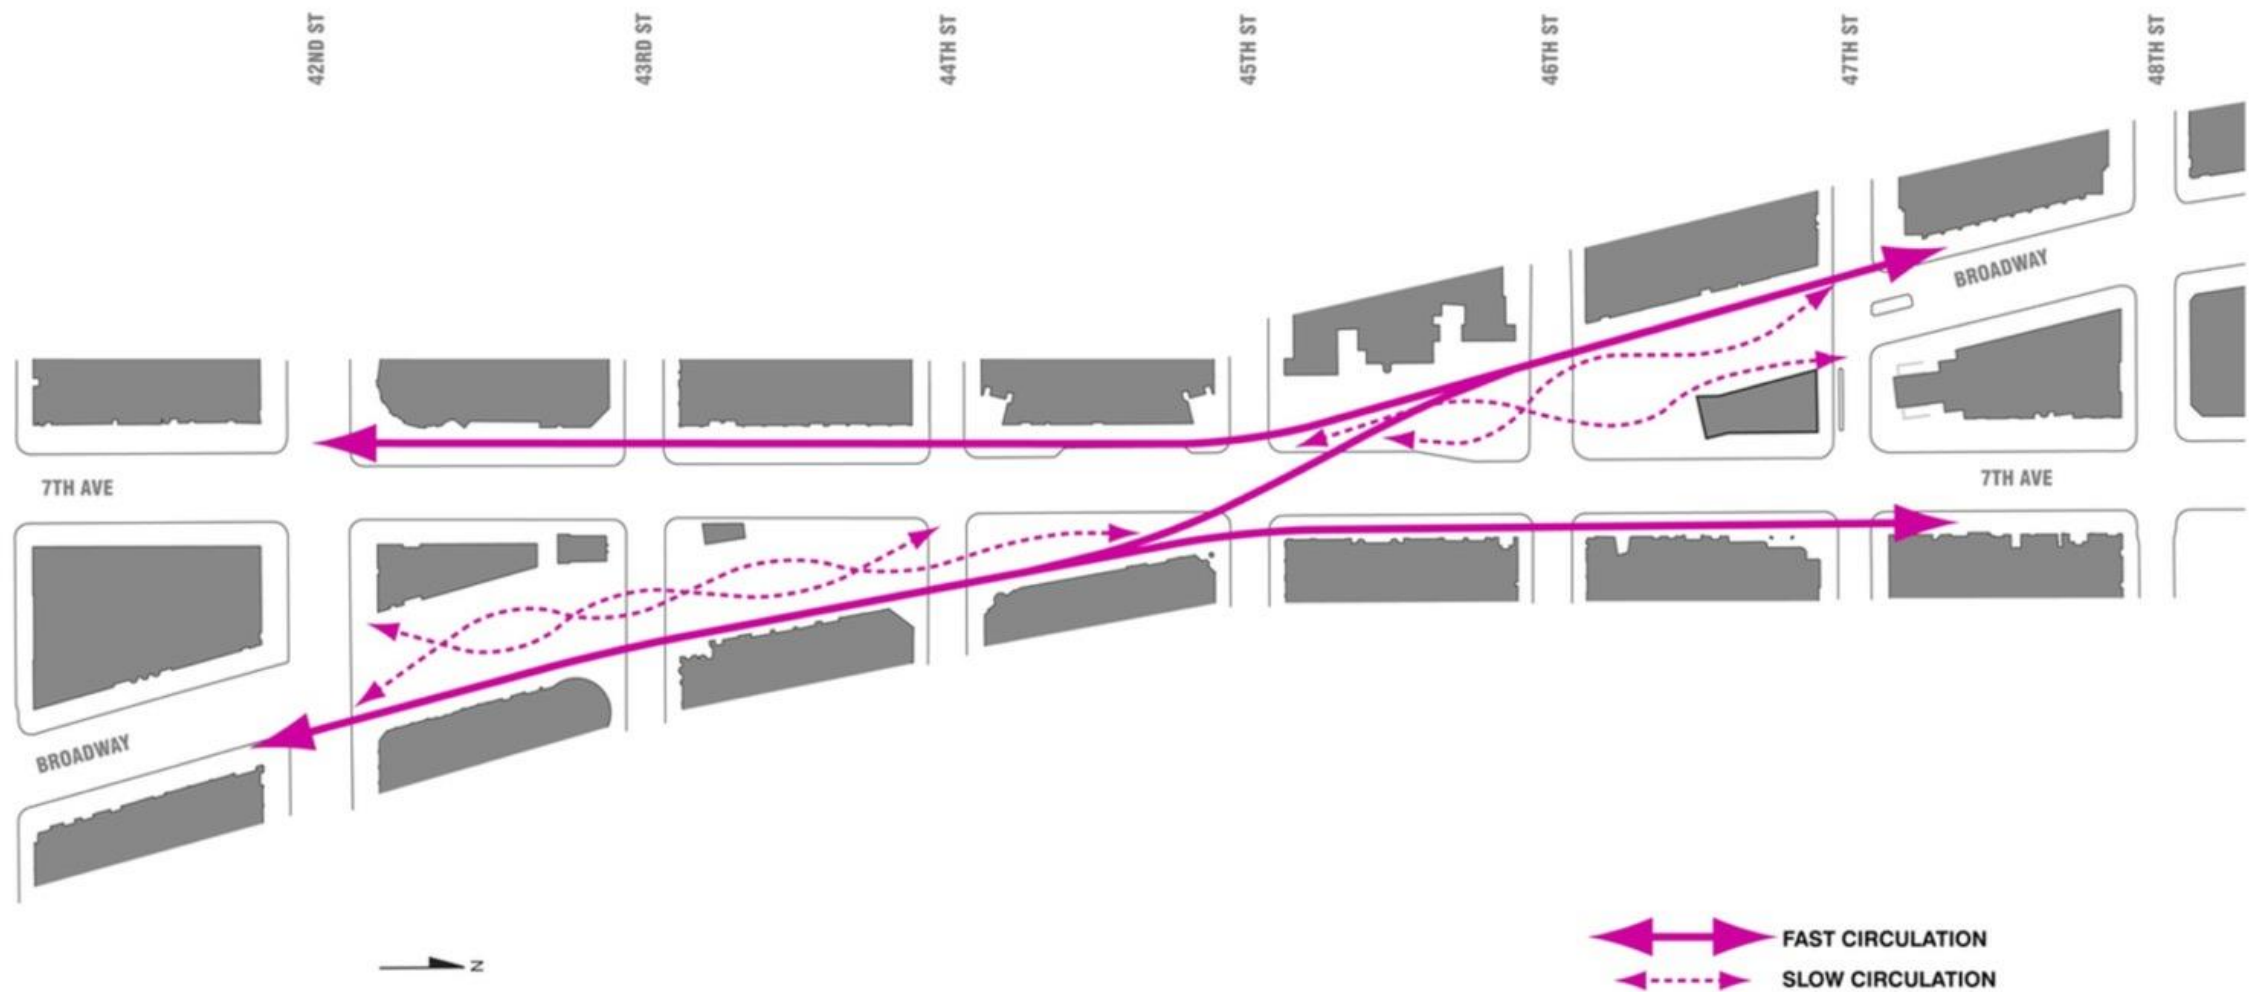 42ND ST
43RD ST
44TH ST
45TH ST
46TH ST
47TH ST
48TH ST
BROADWAY
7TH AVE
7TH AVE
BROADWAY
N
FAST CIRCULATION
SLOW CIRCULATION